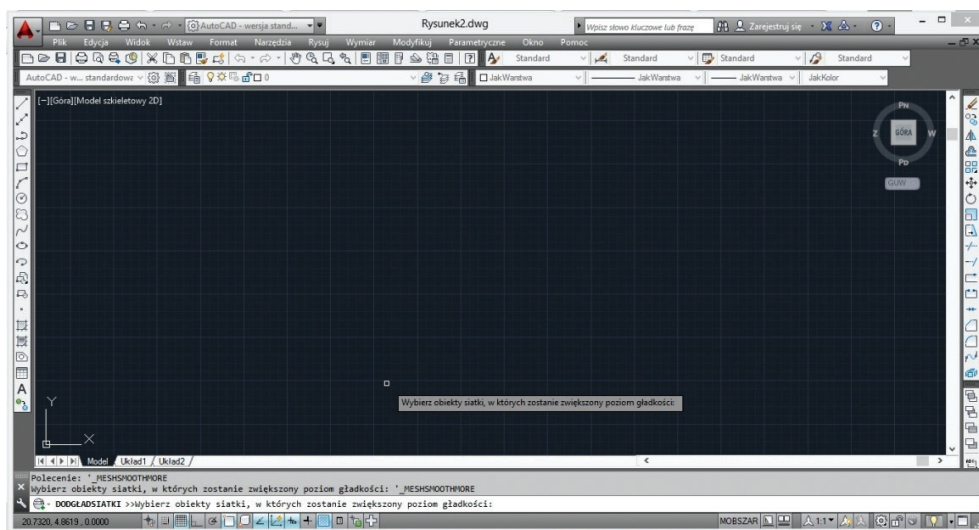 AutoCAD - wersja stand... Rysunek2.dwg Wpisz słowo kluczowe lub frazę Zarejestruj się
Plik Edycja Widok Wstaw Format Narzędzia Rysuj Wymiar Modyfikuj Parametryczne Okno Pomoc
Standard Standard Standard Standard
AutoCAD - w... standardowy 0 JakWarstwa JakWarstwa JakWarstwa JakKolor
[-][Góra][Model szkieletowy 2D]
PN
Z GÓRA W
PD
GUW
Wybierz obiekty siatki, w których zostanie zwiększony poziom gładkości:
Y
X
Model Układ1 Układ2
Polecenie: '_MESHSMOOTHMORE
Wybierz obiekty siatki, w których zostanie zwiększony poziom gładkości: '_MESHSMOOTHMORE
DODGŁADSIATKI >>Wybierz obiekty siatki, w których zostanie zwiększony poziom gładkości:
20.7320, 4.8619, 0.0000 MOBSZAR 1:1